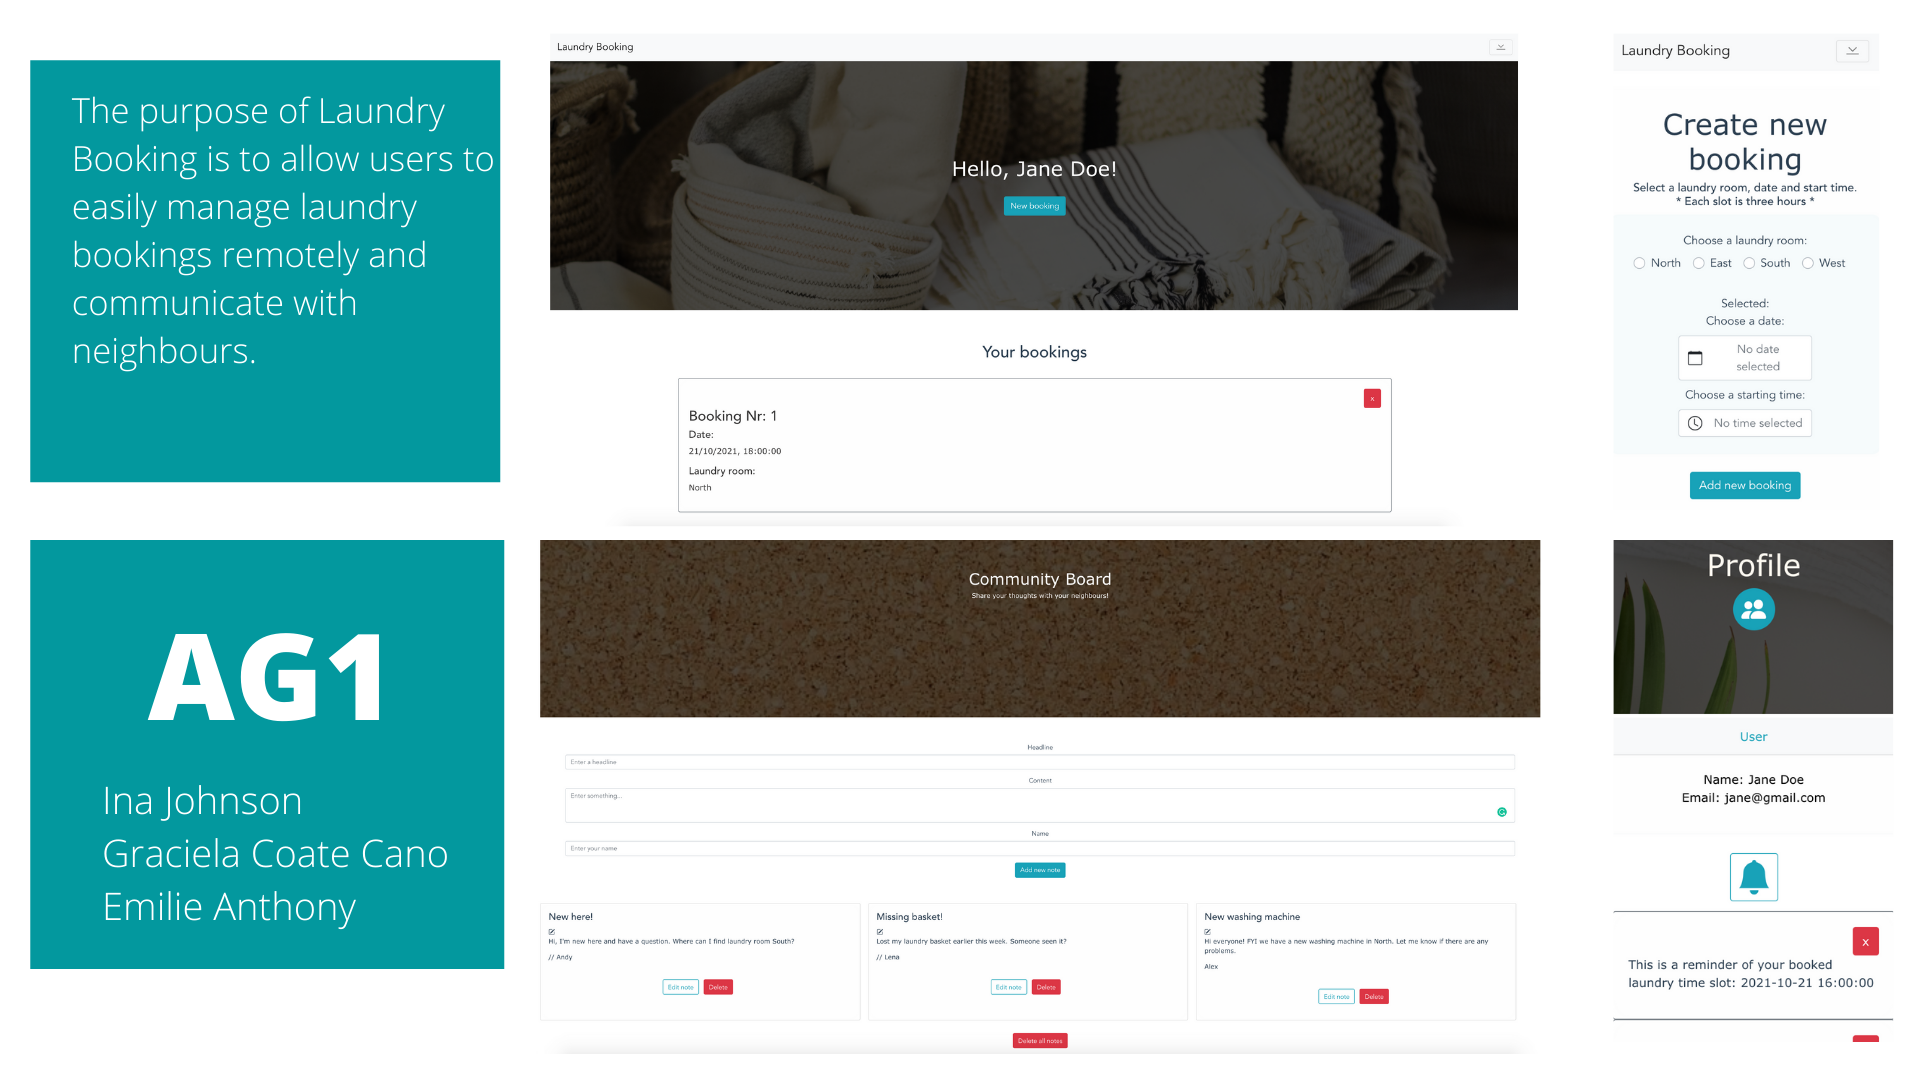 The purpose of Laundry
Booking is to allow users to
easily manage laundry
bookings remotely and
communicate with
neighbours.
Laundry Booking
Hello, Jane Doe!
New booking
Your bookings
x
Booking Nr: 1
Date:
21/10/2021, 18:00:00
Laundry room:
North
Laundry Booking
Create new
booking
Select a laundry room, date and start time.
* Each slot is three hours *
Choose a laundry room:
North East South West
Selected:
Choose a date:
No date
selected
Choose a starting time:
No time selected
Add new booking
AG1
Ina Johnson
Graciela Coate Cano
Emilie Anthony
Community Board
Share your thoughts with your neighbours!
Headline
Enter a headline
Content
Enter something...
Name
Enter your name
Add new note
New here!
Hi, I'm new here and have a question. Where can I find laundry room South?
// Andy
Edit note Delete
Missing basket!
Lost my laundry basket earlier this week. Someone seen it?
// Lena
Edit note Delete
New washing machine
Hi everyone! FYI we have a new washing machine in North. Let me know if there are any
problems.
Alex
Edit note Delete
Delete all notes
Profile
User
Name: Jane Doe
Email: jane@gmail.com
x
This is a reminder of your booked
laundry time slot: 2021-10-21 16:00:00